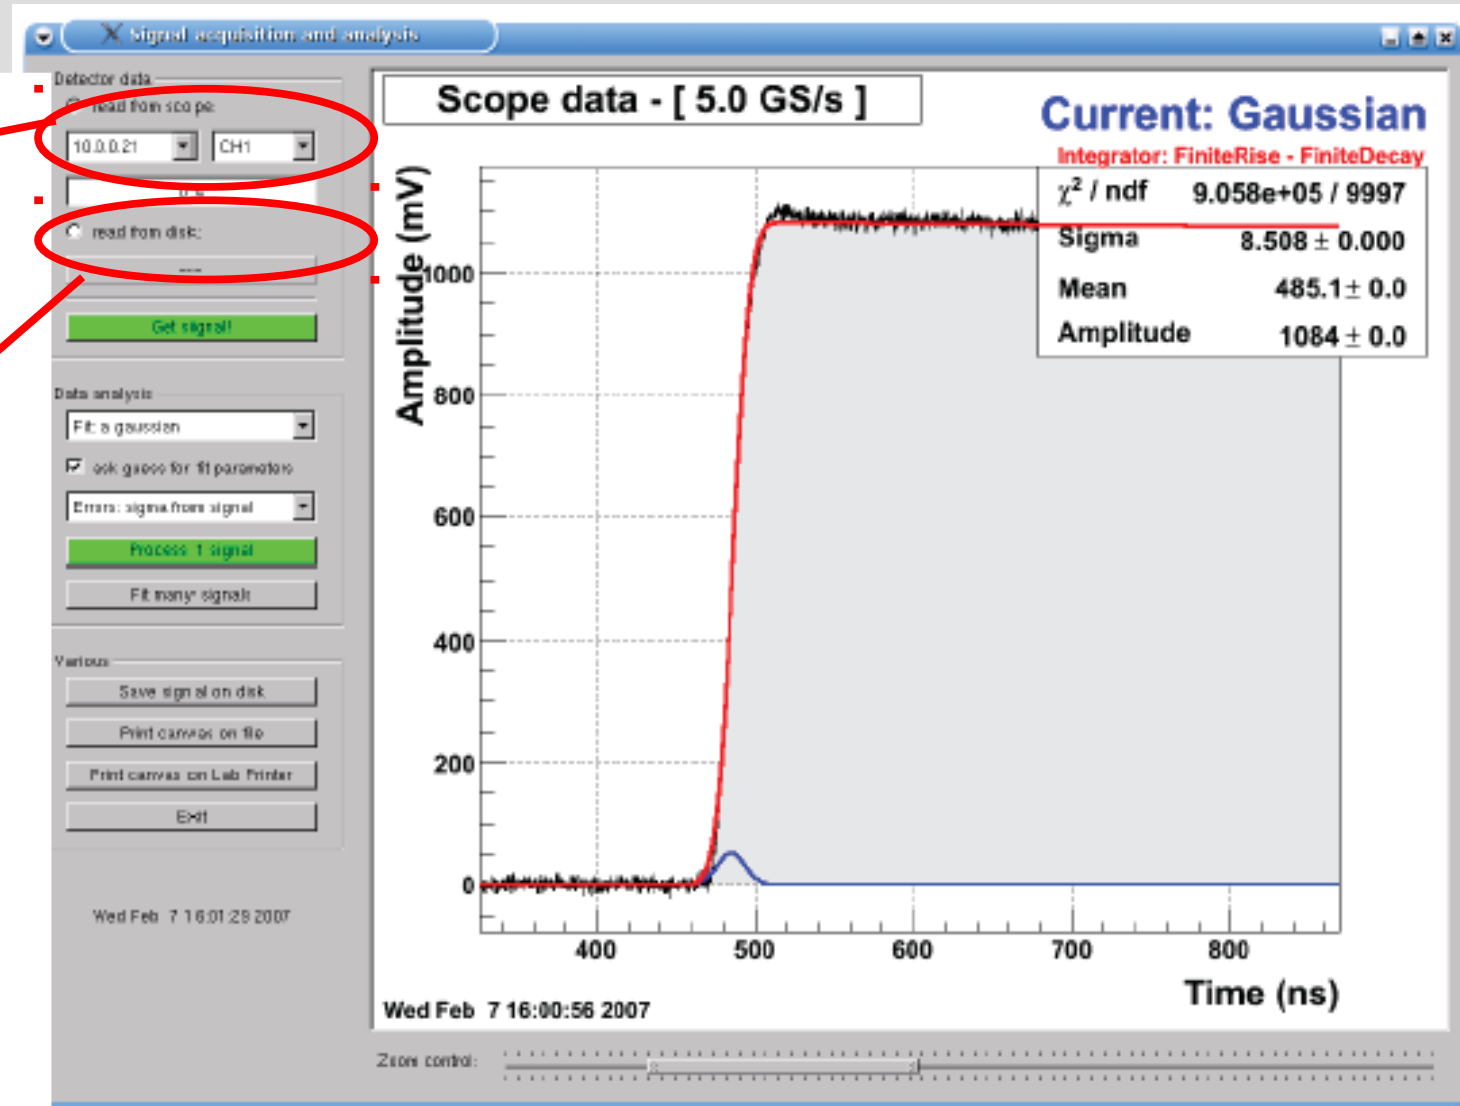 Signal acquisition and analysis
Detector data
read from scope:
10.0.0.21
CH1
read from disk:
Get signal!
Data analysis
Fit: a gaussian
ask guess for fit parameters
Errors: sigma from signal
Process 1 signal
Fit many signals
Various
Save signal on disk
Print canvas on file
Print canvas on Lab Printer
Exit
Wed Feb 7 16:01:29 2007
Scope data - [ 5.0 GS/s ]
Current: Gaussian
Integrator: FiniteRise - FiniteDecay
χ² / ndf 9.058e+05 / 9997
Sigma 8.508 ± 0.000
Mean 485.1 ± 0.0
Amplitude 1084 ± 0.0
Amplitude (mV)
1000
800
600
400
200
0
400 500 600 700 800
Time (ns)
Wed Feb 7 16:00:56 2007
Zoom control: